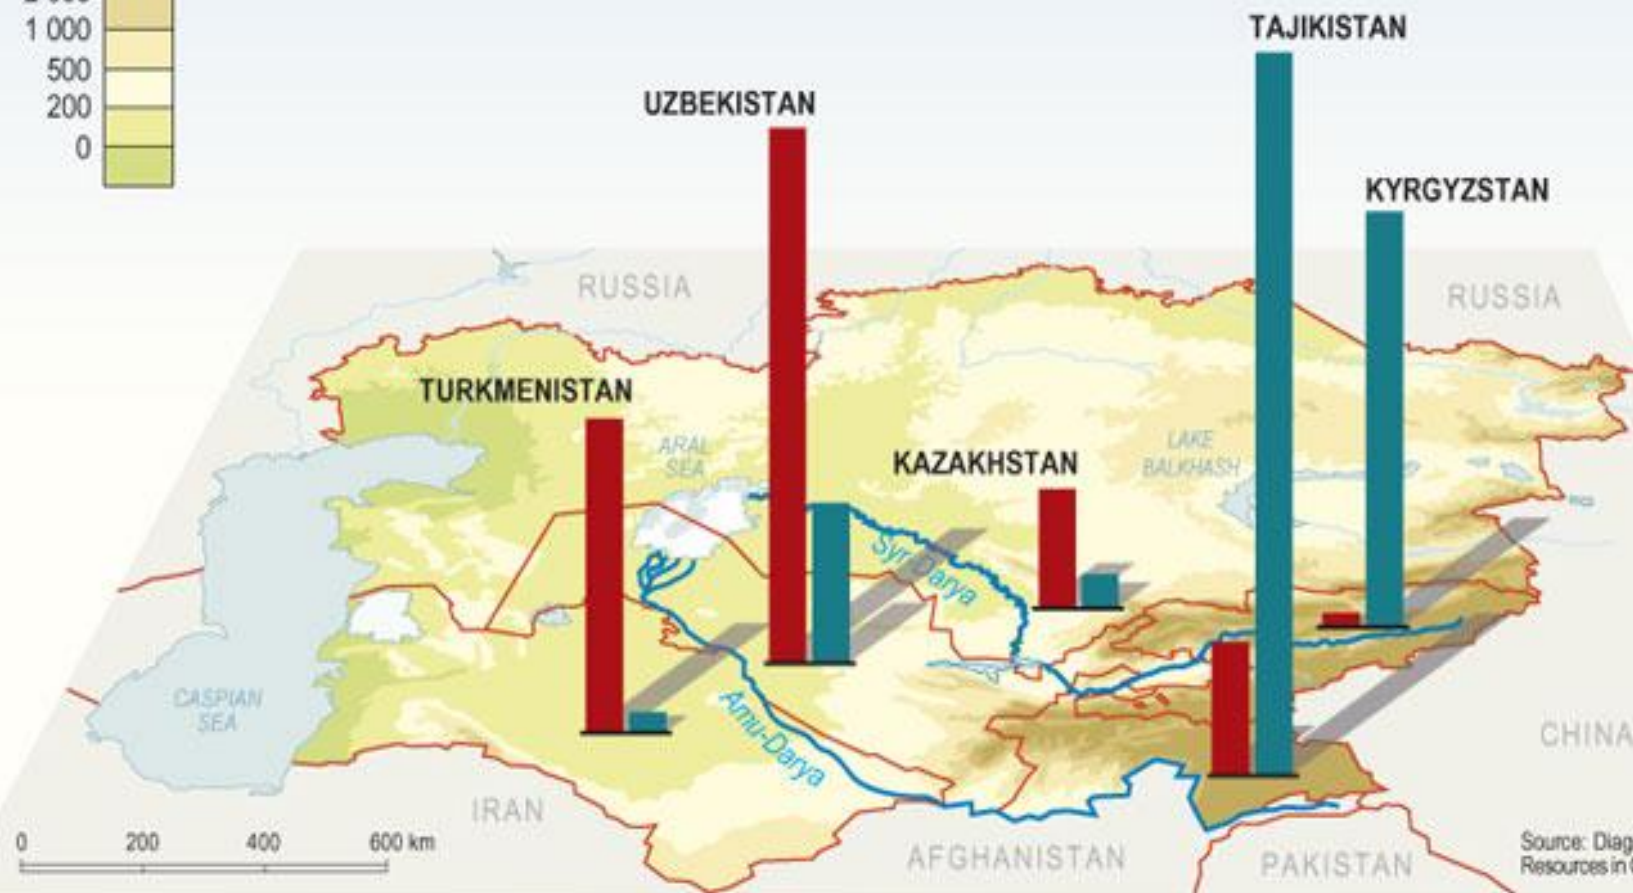 1 000
500
200
0
TAJIKISTAN
UZBEKISTAN
KYRGYZSTAN
RUSSIA
RUSSIA
TURKMENISTAN
ARAL
SEA
KAZAKHSTAN
LAKE
BALKHASH
Syr-Darya
CASPIAN
SEA
Amu-Darya
CHINA
IRAN
AFGHANISTAN
PAKISTAN
0 200 400 600 km
Source: Diag
Resources in